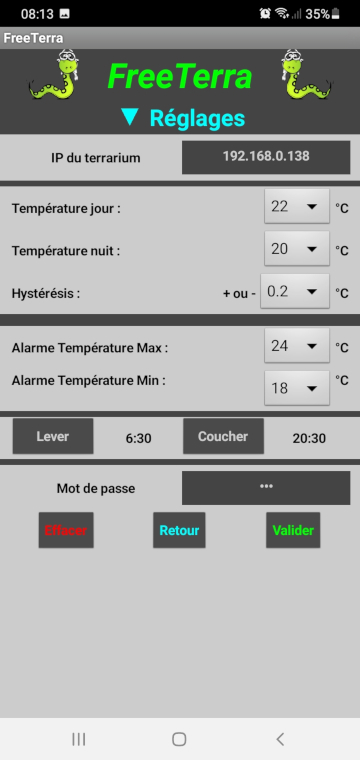 08:13 35%
FreeTerra
FreeTerra
▼ Réglages
IP du terrarium 192.168.0.138
Température jour : 22 °C
Température nuit : 20 °C
Hystérésis : + ou - 0.2 °C
Alarme Température Max : 24 °C
Alarme Température Min : 18 °C
Lever 6:30 Coucher 20:30
Mot de passe ***
Effacer Retour Valider